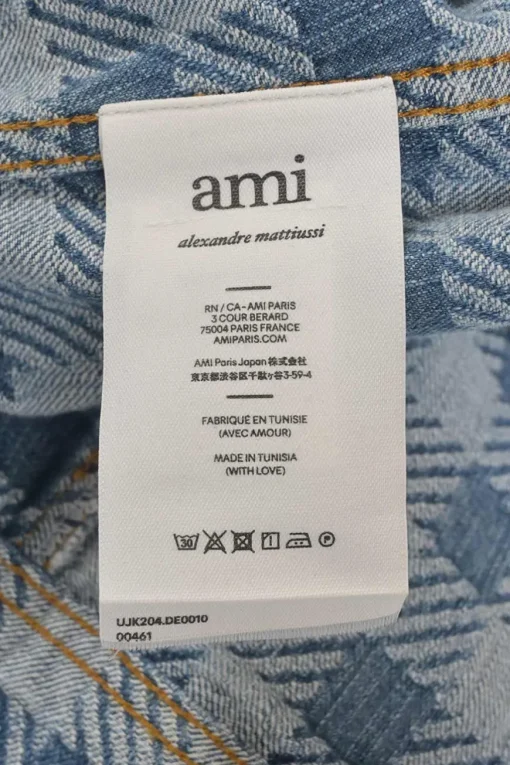 ami
alexandre mattiussi
RN / CA-AMI PARIS
3 COUR BERARD
75004 PARIS FRANCE
AMIPARIS.COM
AMI Paris Japan 株式会社
東京都渋谷区千駄ヶ谷3-59-4
FABRIQUÉ EN TUNISIE
(AVEC AMOUR)
MADE IN TUNISIA
(WITH LOVE)
30 P
UJK204.DE0010
00461